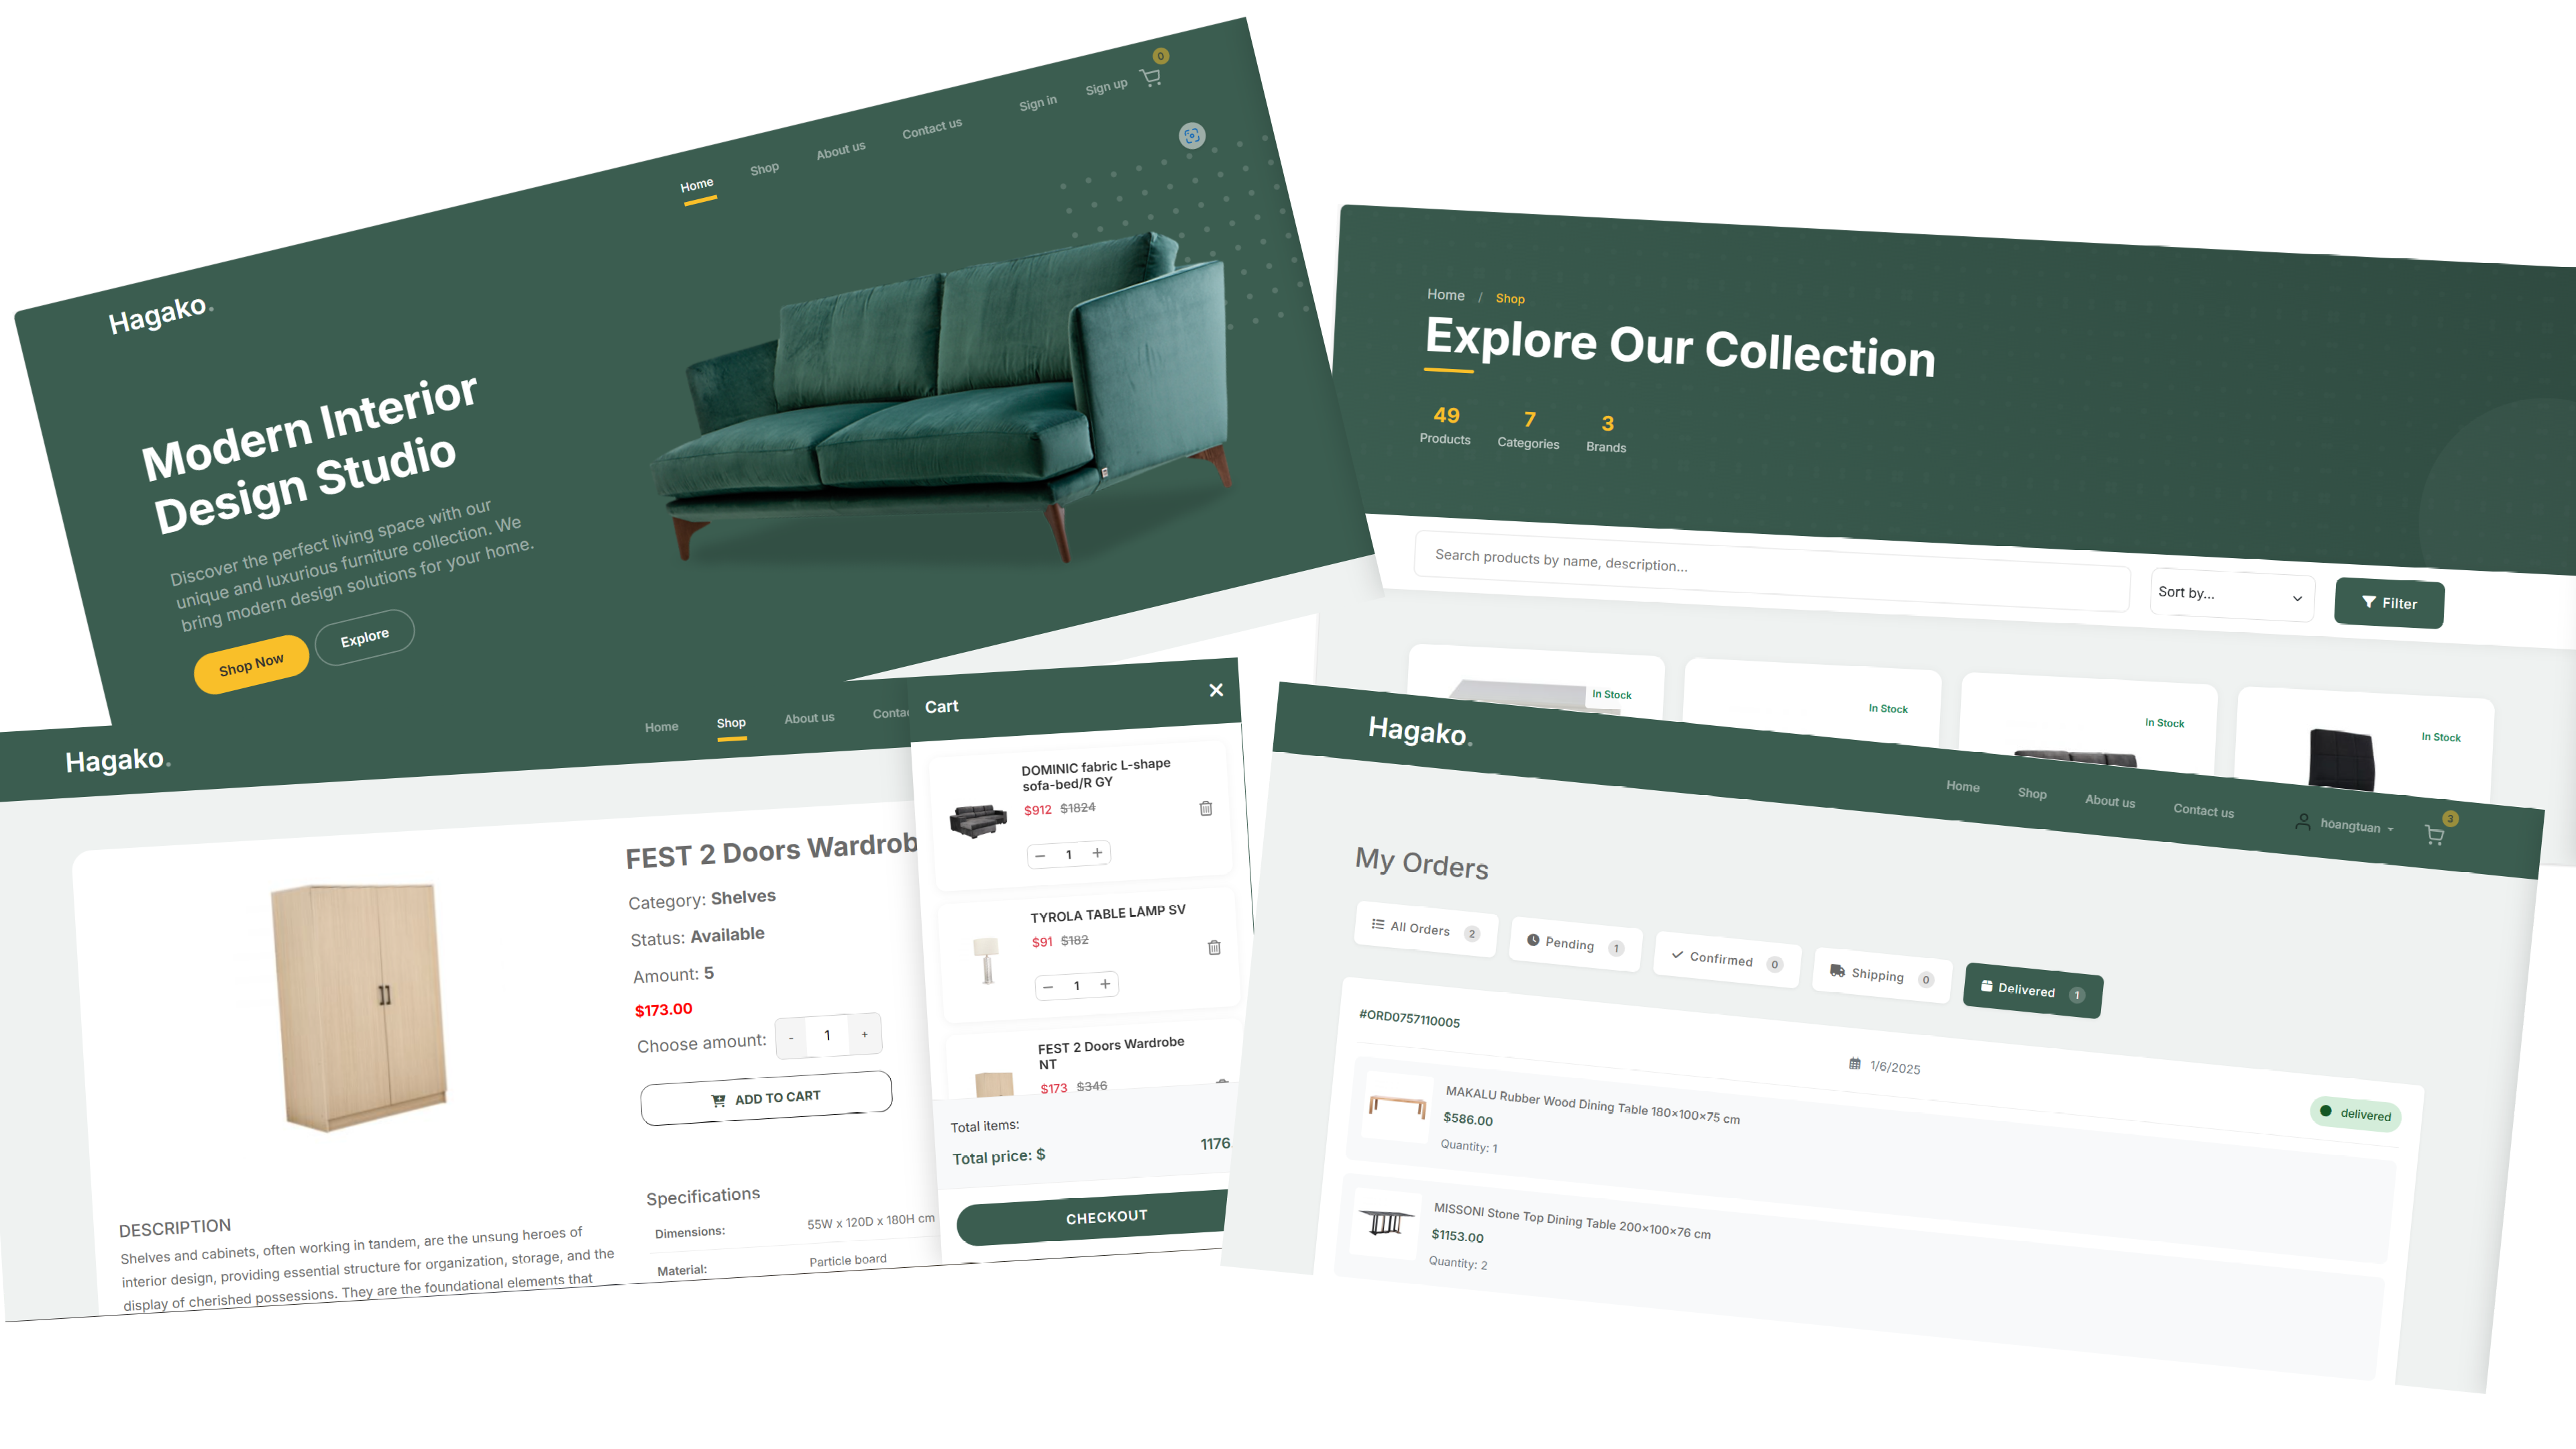 Hagako.
Home
Shop
About us
Contact us
Sign in
Sign up
0
Modern Interior
Design Studio
Discover the perfect living space with our
unique and luxurious furniture collection. We
bring modern design solutions for your home.
Shop Now
Explore
Home / Shop
Explore Our Collection
49
Products
7
Categories
3
Brands
Search products by name, description...
Sort by...
Filter
In Stock
In Stock
In Stock
In Stock
Hagako.
Home
Shop
About us
FEST 2 Doors
Category: Shelves
Status: Available
Amount: 5
$173.00
Choose amount:
- 1 +
ADD TO CART
Specifications
Dimensions:
55W x 120D x 180H cm
Material:
Particle board
DESCRIPTION
Shelves and cabinets, often working in tandem, are the unsung heroes of
interior design, providing essential structure for organization, storage, and the
display of cherished possessions. They are the foundational elements that
Cart
DOMINIC fabric L-shape
sofa-bed/R GY
$912 $1824
− 1 +
TYROLA TABLE LAMP SV
$91 $182
− 1 +
FEST 2 Doors Wardrobe
NT
$173 $346
Total items:
Total price: $
1176.
CHECKOUT
Hagako.
Home
Shop
About us
Contact us
hoangtuan
3
My Orders
All Orders 2
Pending 1
Confirmed 0
Shipping 0
Delivered 1
#ORD0757110005
1/6/2025
delivered
MAKALU Rubber Wood Dining Table 180×100×75 cm
$586.00
Quantity: 1
MISSONI Stone Top Dining Table 200×100×76 cm
$1153.00
Quantity: 2